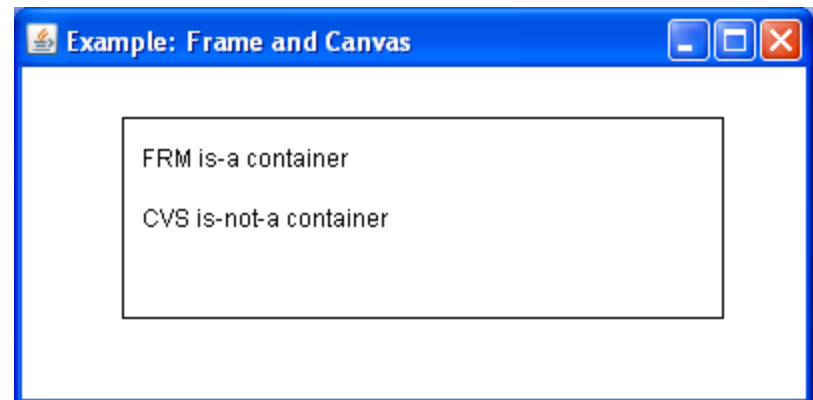 Example: Frame and Canvas
FRM is-a container
CVS is-not-a container